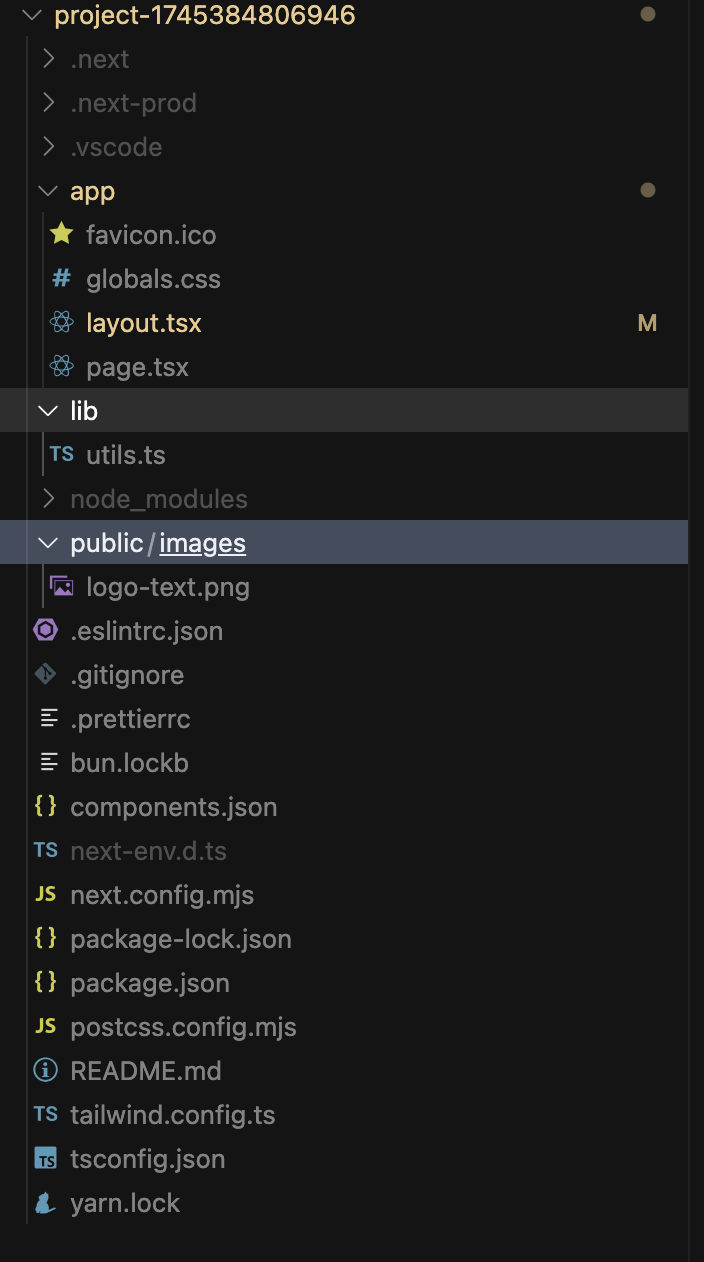 project-1745384806946
.next
.next-prod
.vscode
app
favicon.ico
# globals.css
layout.tsx M
page.tsx
lib
TS utils.ts
node_modules
public/images
logo-text.png
.eslintrc.json
.gitignore
.prettierrc
bun.lockb
{} components.json
TS next-env.d.ts
JS next.config.mjs
{} package-lock.json
{} package.json
JS postcss.config.mjs
README.md
TS tailwind.config.ts
TS tsconfig.json
yarn.lock